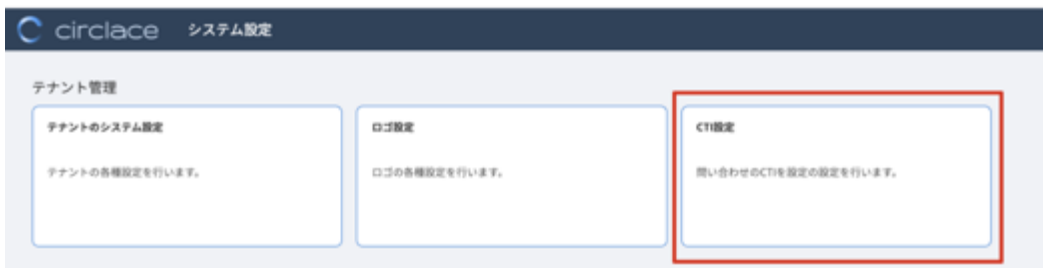 circlace システム設定
テナント管理
テナントのシステム設定
テナントの各種設定を行います。
ロゴ設定
ロゴの各種設定を行います。
CTI設定
問い合わせのCTIを設定の設定を行います。